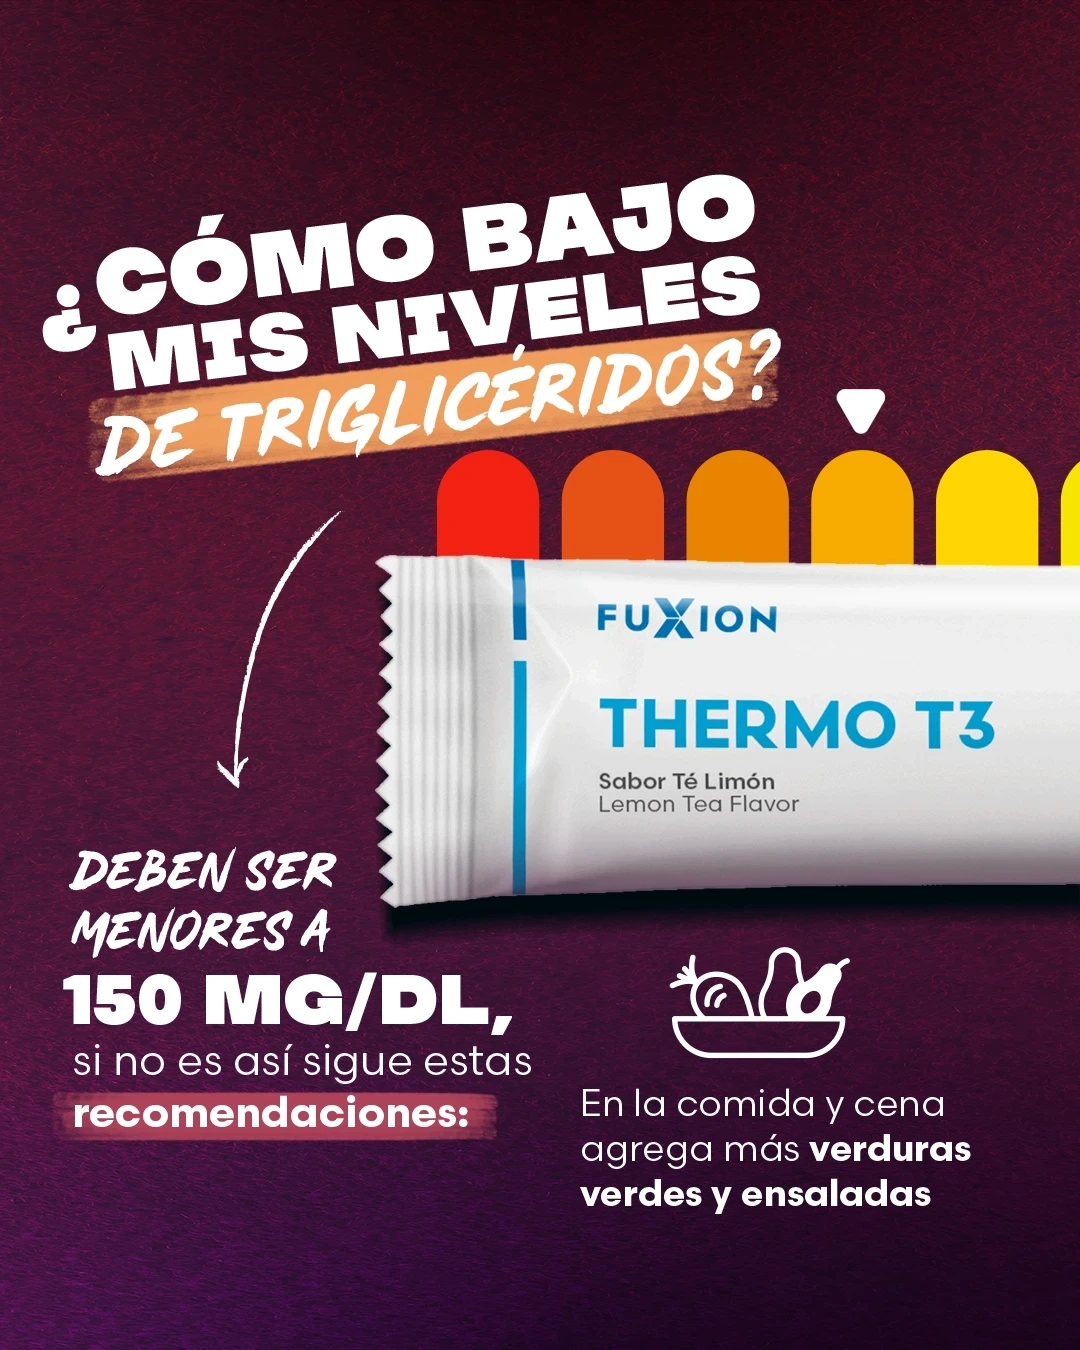 ¿CÓMO BAJO
MIS NIVELES
DE TRIGLICÉRIDOS?
FUXION
THERMO T3
Sabor Té Limón
Lemon Tea Flavor
DEBEN SER
MENORES A
150 MG/DL,
si no es así sigue estas
recomendaciones:
En la comida y cena
agrega más verduras
verdes y ensaladas